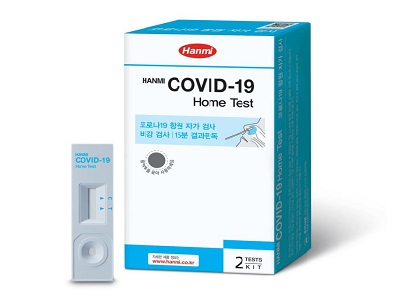 Hanmi
HANMI COVID-19
Home Test
코로나19 항원 자가 검사
비강 검사 | 15분 결과판독
HANMI
COVID-19
Home Test
C
T
www.hanmi.co.kr
2 TESTS
KIT
HANMI COVID-19 Home Test